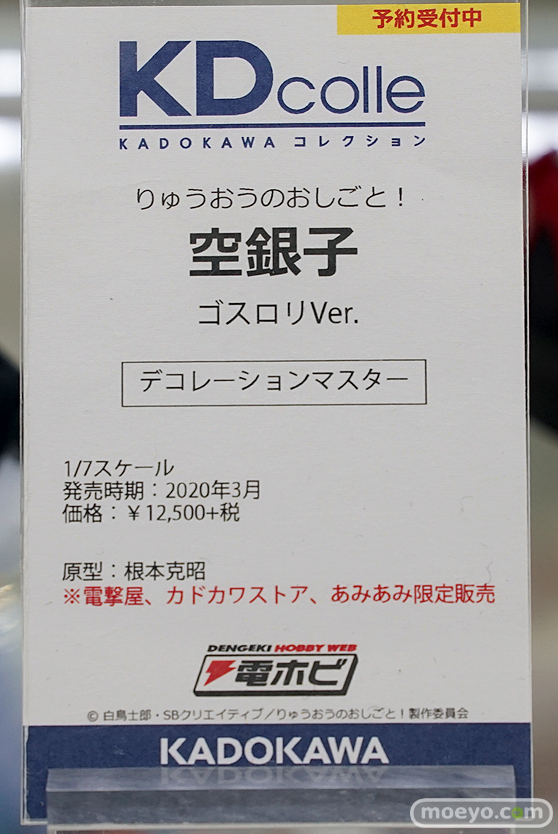 予約受付中
KDcolle
KADOKAWA コレクション
りゅうおうのおしごと！
空銀子
ゴスロリVer.
デコレーションマスター
1/7スケール
発売時期：2020年3月
価格：￥12,500+税
原型：根本克昭
※電撃屋、カドカワストア、あみあみ限定販売
DENGEKI HOBBY WEB
電ホビ
© 白鳥士郎・SBクリエイティブ／りゅうおうのおしごと！製作委員会
KADOKAWA
moeyo.com